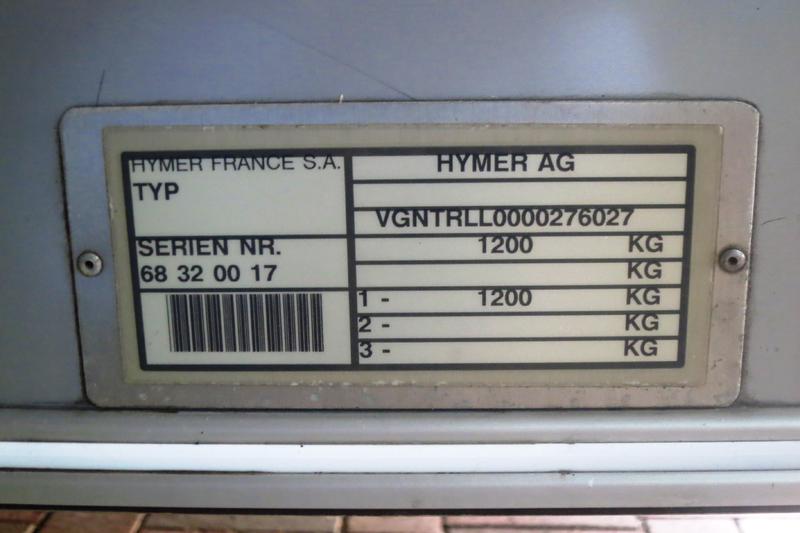 HYMER FRANCE S.A.
TYP
SERIEN NR.
68 32 00 17
HYMER AG
VGNTRLL0000276027
1200 KG
KG
1 - 1200 KG
2 - KG
3 - KG